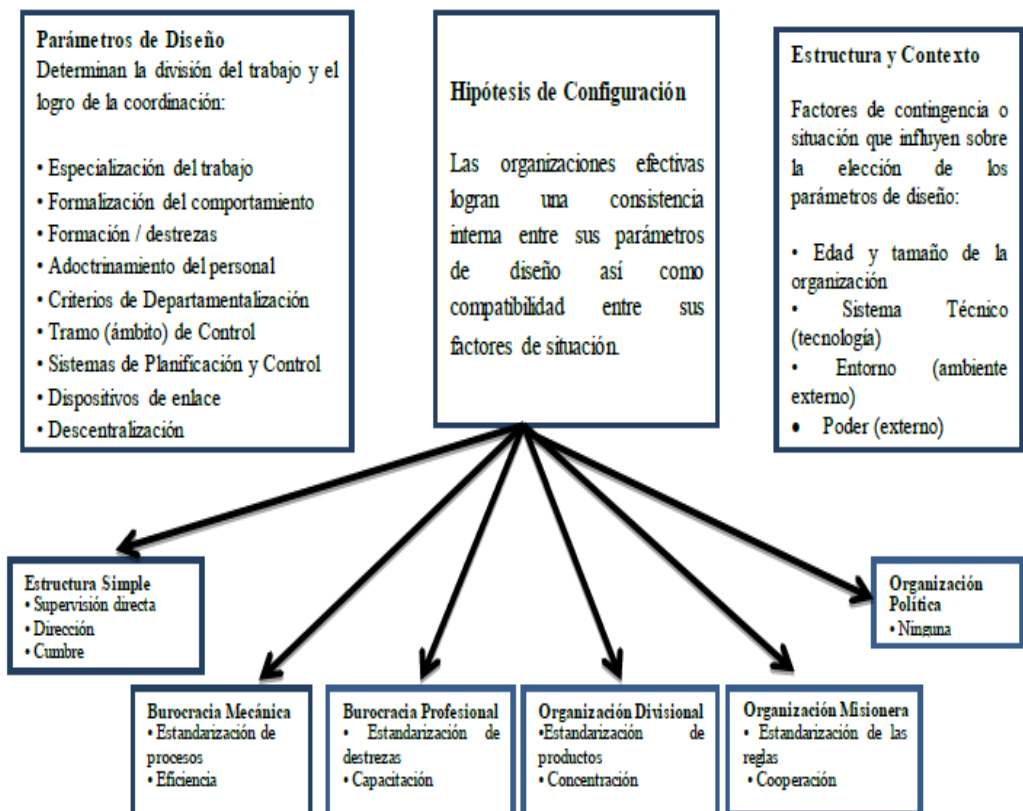 Parámetros de Diseño
Determinan la división del trabajo y el
logro de la coordinación:
• Especialización del trabajo
• Formalización del comportamiento
• Formación / destrezas
• Adoctrinamiento del personal
• Criterios de Departamentalización
• Tramo (ámbito) de Control
• Sistemas de Planificación y Control
• Dispositivos de enlace
• Descentralización
Hipótesis de Configuración
Las organizaciones efectivas
logran una consistencia
interna entre sus parámetros
de diseño así como
compatibilidad entre sus
factores de situación.
Estructura y Contexto
Factores de contingencia o
situación que influyen sobre
la elección de los
parámetros de diseño:
• Edad y tamaño de la
organización
• Sistema Técnico
(tecnología)
• Entorno (ambiente
externo)
• Poder (externo)
Estructura Simple
• Supervisión directa
• Dirección
• Cumbre
Organización
Política
• Ninguna
Burocracia Mecánica
• Estandarización de
procesos
• Eficiencia
Burocracia Profesional
• Estandarización de
destrezas
• Capacitación
Organización Divisional
•Estandarización de
productos
• Concentración
Organización Misionera
• Estandarización de las
reglas
• Cooperación